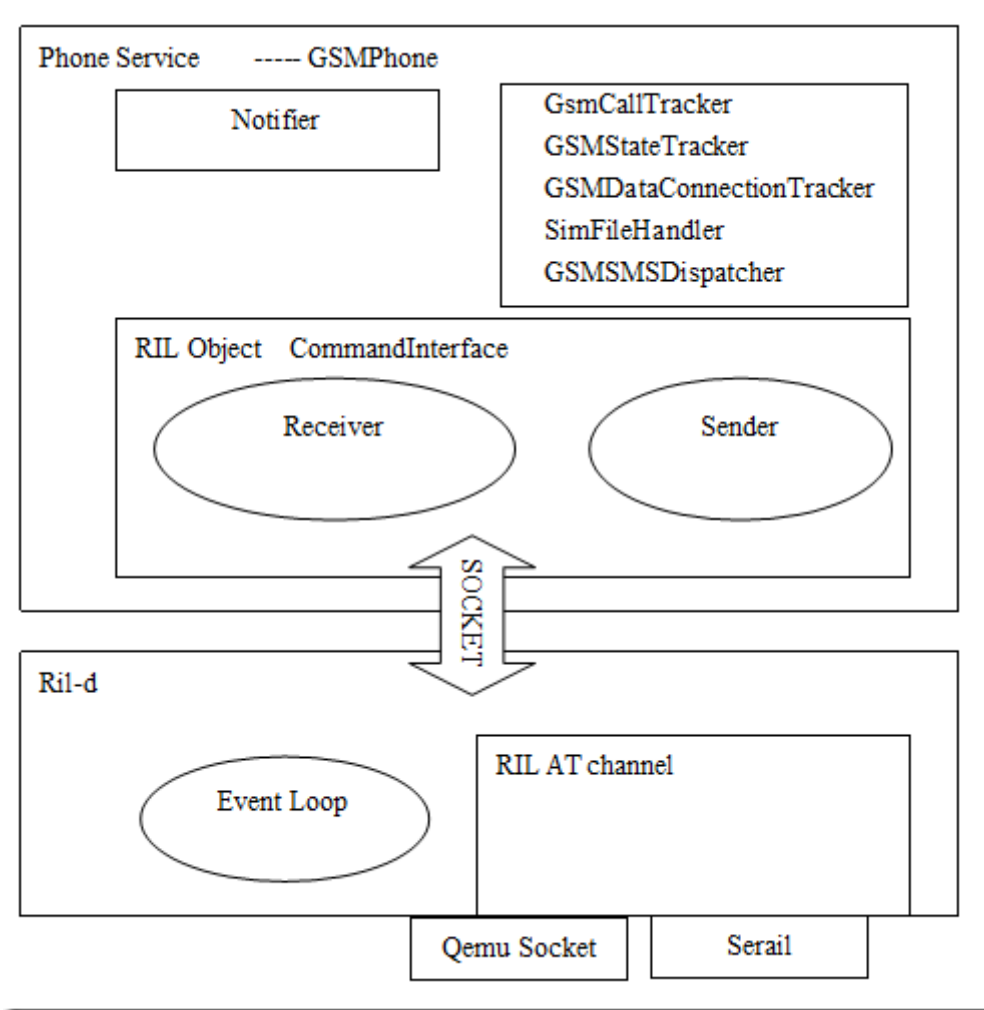 Phone Service ----- GSMPhone
Notifier
GsmCallTracker
GSMStateTracker
GSMDataConnectionTracker
SimFileHandler
GSMSMSDispatcher
RIL Object CommandInterface
Receiver
Sender
SOCKET
Ril-d
RIL AT channel
Event Loop
Qemu Socket
Serail